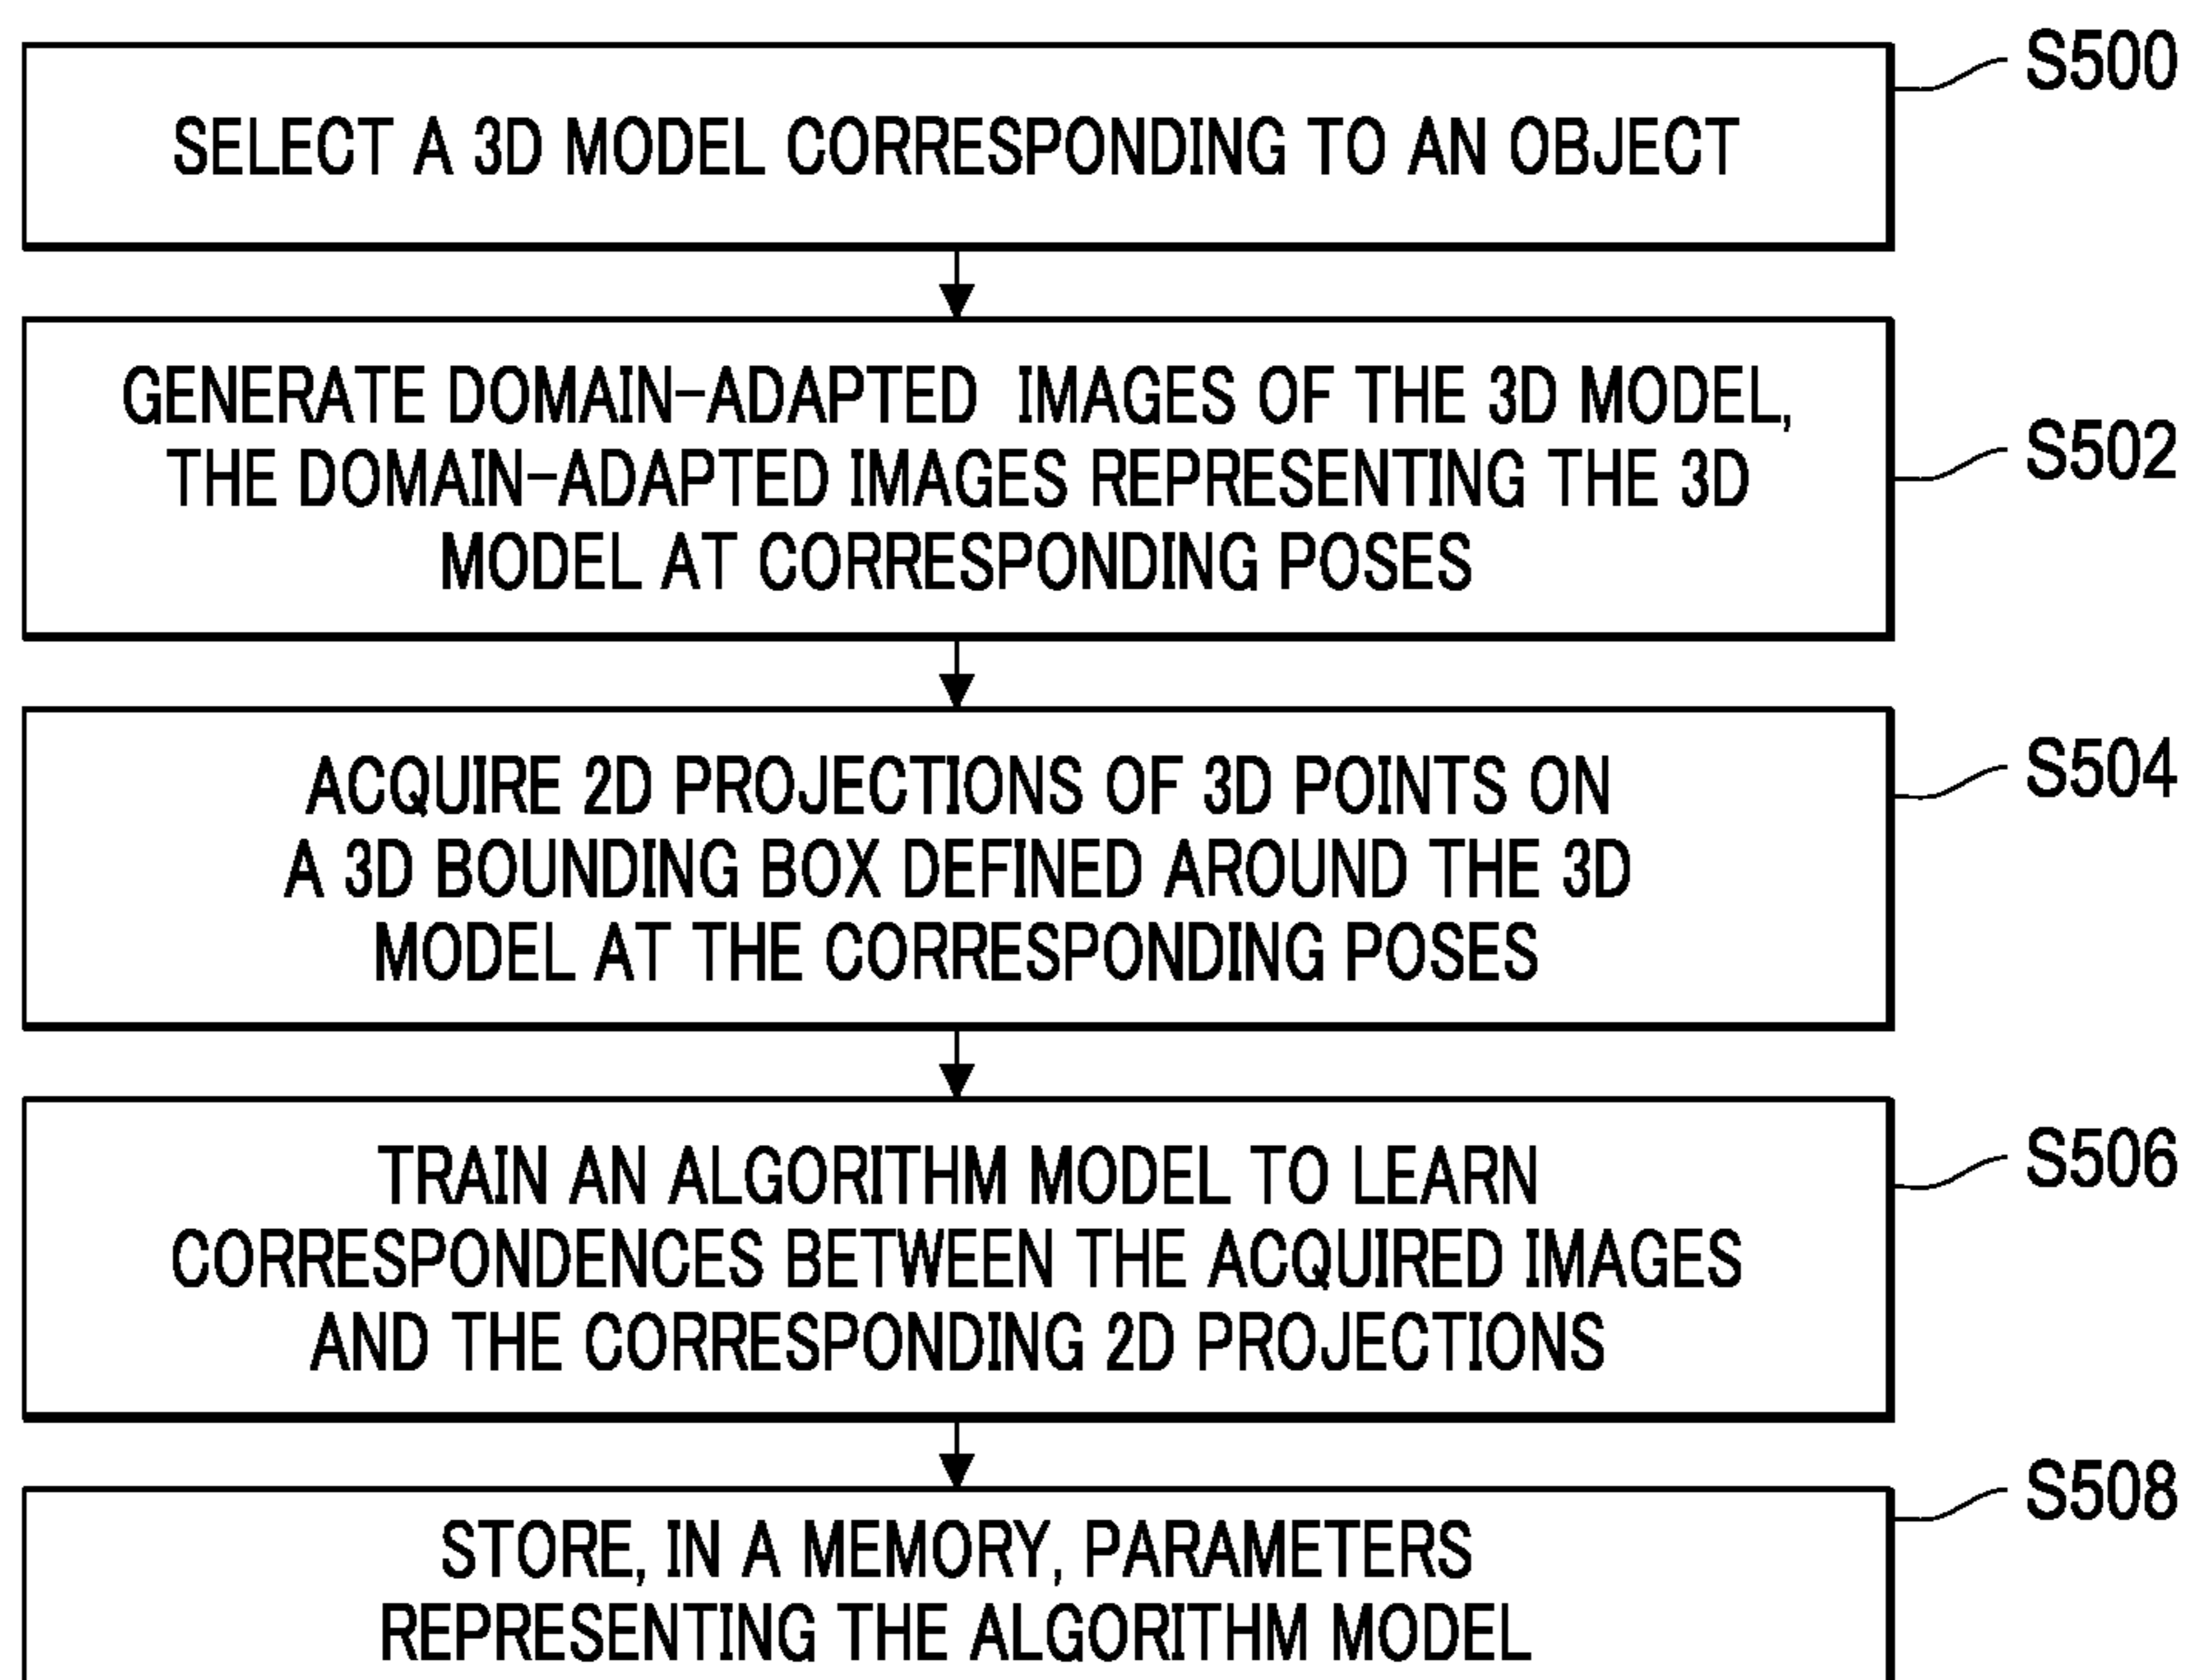 S500
SELECT A 3D MODEL CORRESPONDING TO AN OBJECT
GENERATE DOMAIN-ADAPTED IMAGES OF THE 3D MODEL,
THE DOMAIN-ADAPTED IMAGES REPRESENTING THE 3D
MODEL AT CORRESPONDING POSES
S502
ACQUIRE 2D PROJECTIONS OF 3D POINTS ON
A 3D BOUNDING BOX DEFINED AROUND THE 3D
MODEL AT THE CORRESPONDING POSES
S504
TRAIN AN ALGORITHM MODEL TO LEARN
CORRESPONDENCES BETWEEN THE ACQUIRED IMAGES
AND THE CORRESPONDING 2D PROJECTIONS
S506
STORE, IN A MEMORY, PARAMETERS
REPRESENTING THE ALGORITHM MODEL
S508